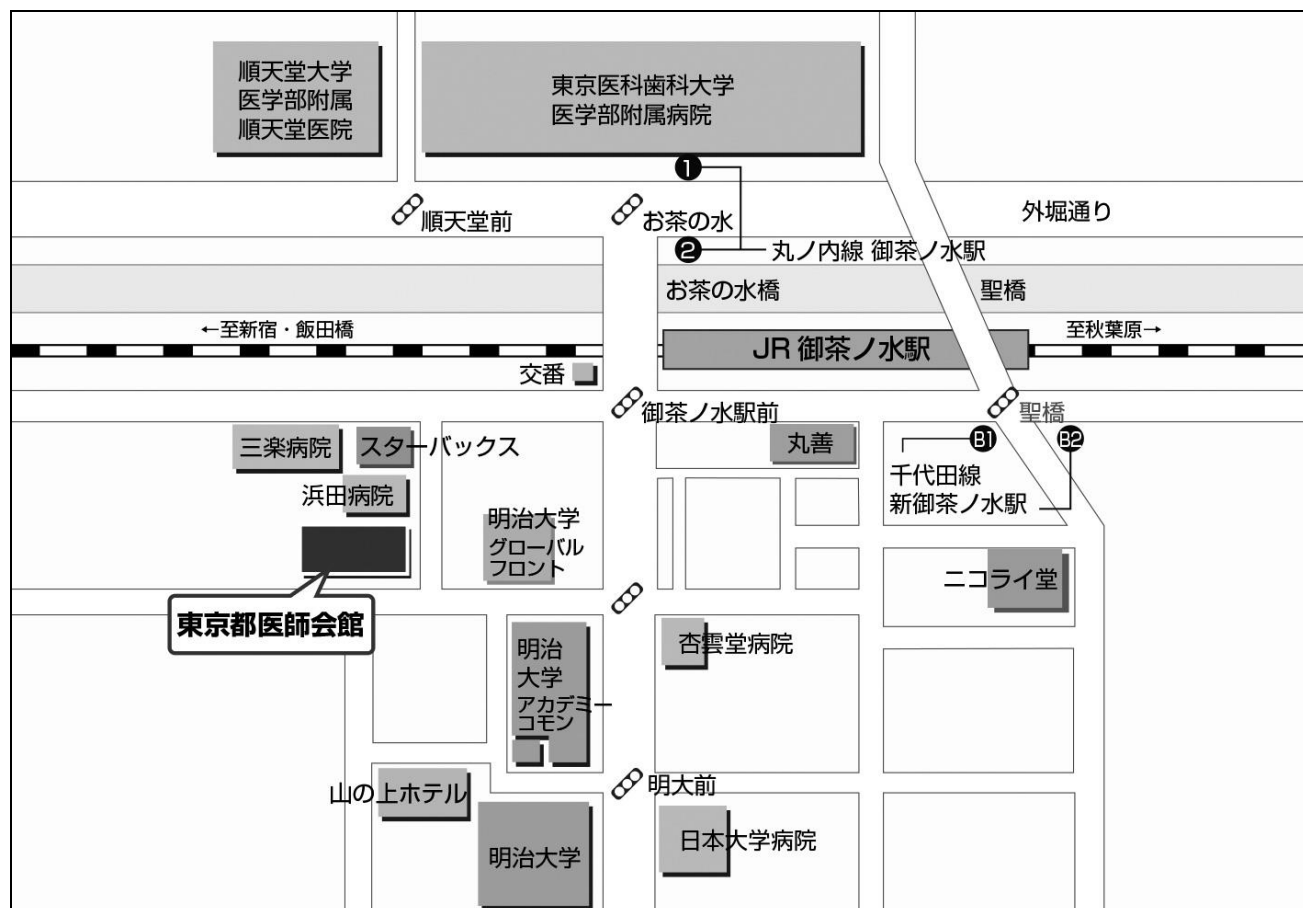 順天堂大学
医学部附属
順天堂医院
東京医科歯科大学
医学部附属病院
1
順天堂前
お茶の水
外堀通り
2
丸ノ内線 御茶ノ水駅
お茶の水橋
聖橋
←至新宿・飯田橋
JR 御茶ノ水駅
至秋葉原→
交番
御茶ノ水駅前
聖橋
三楽病院
スターバックス
丸善
B1
B2
千代田線
新御茶ノ水駅
浜田病院
明治大学
グローバル
フロント
ニコライ堂
東京都医師会館
明治
大学
アカデミー
コモン
杏雲堂病院
山の上ホテル
明大前
明治大学
日本大学病院